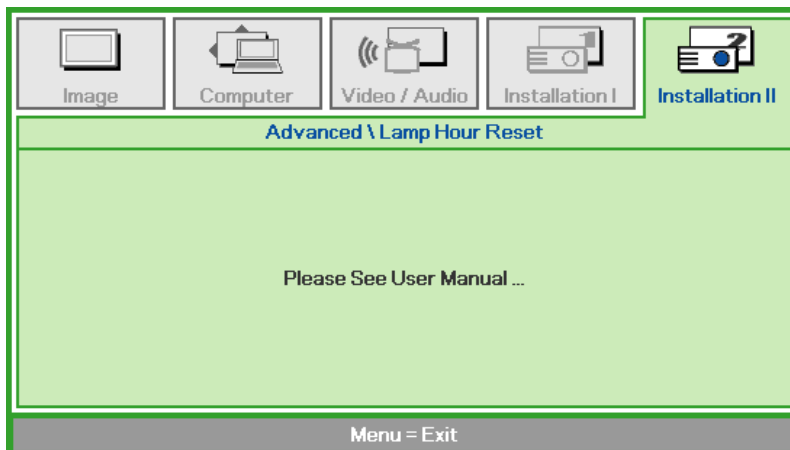 Image
Computer
Video / Audio
Installation I
Installation II
Advanced \ Lamp Hour Reset
Please See User Manual ...
Menu = Exit